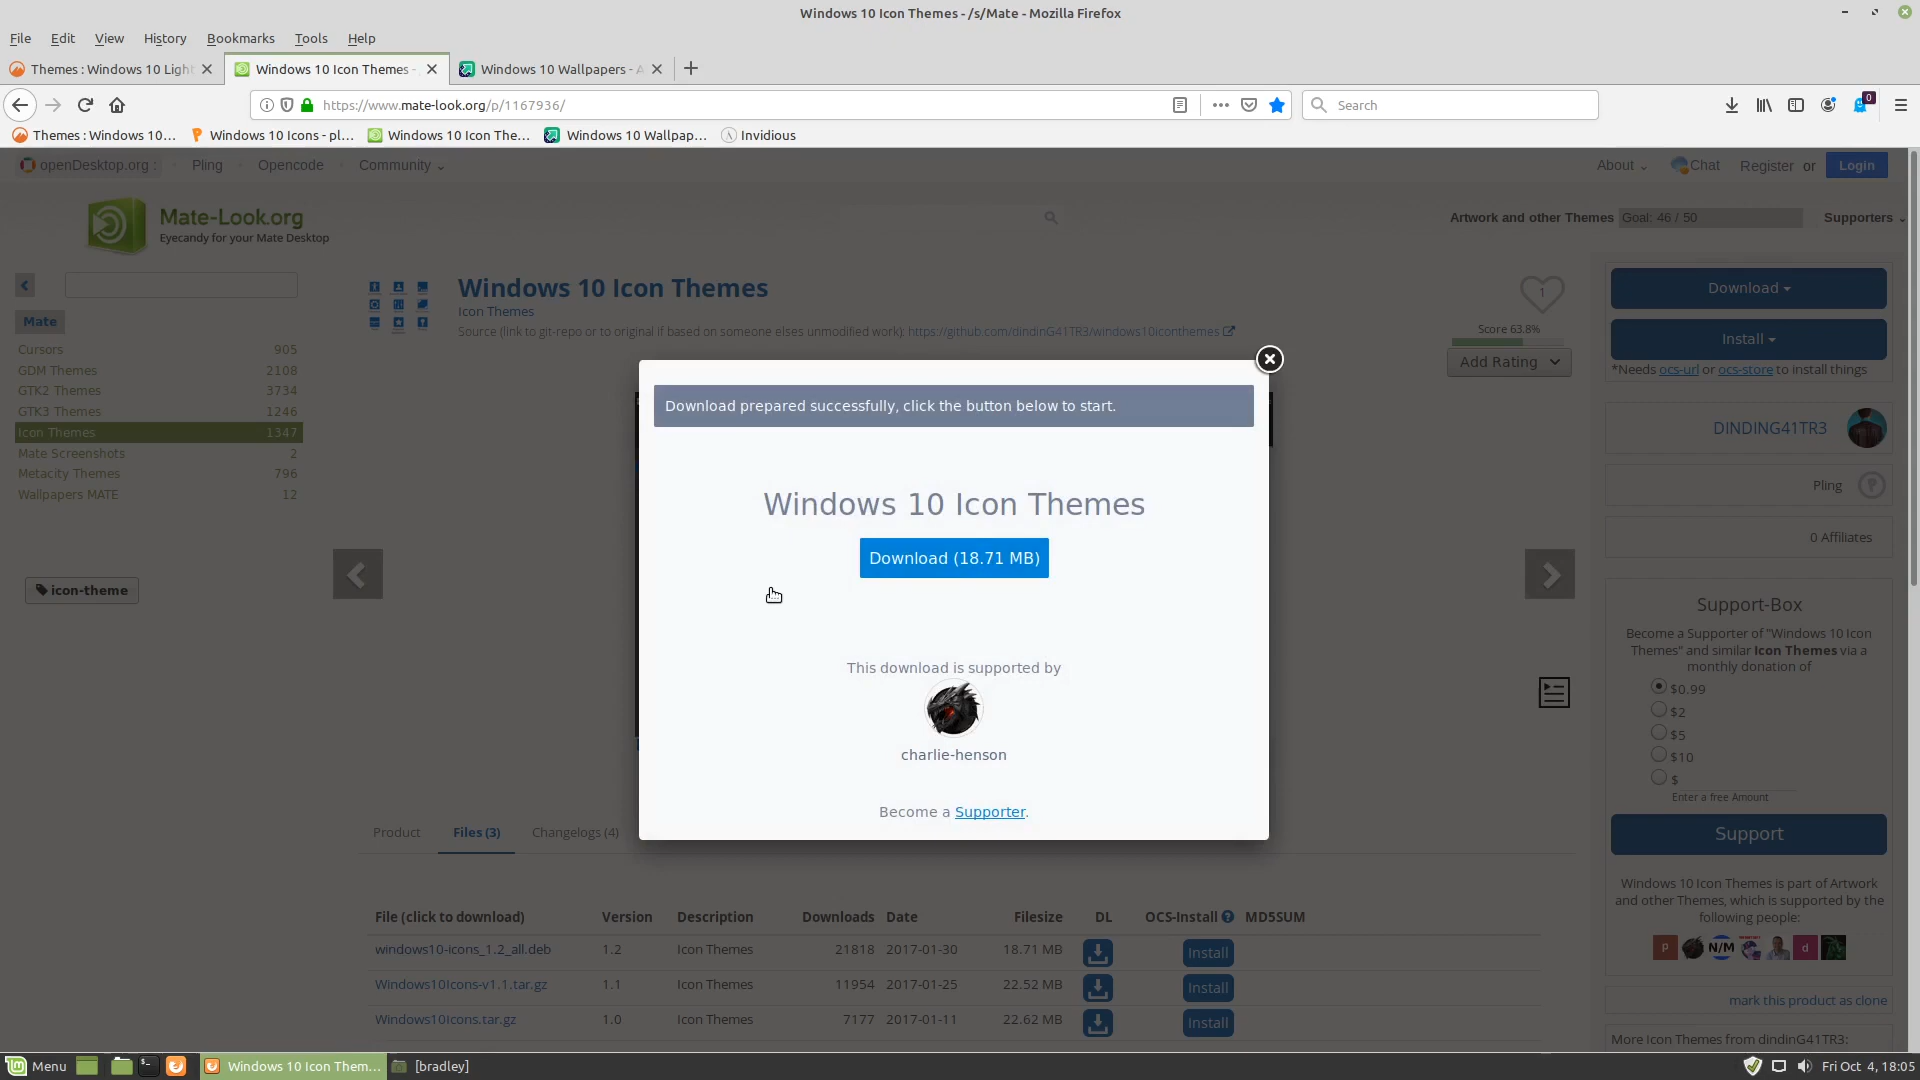 Windows 10 Icon Themes - /s/Mate - Mozilla Firefox
File Edit View History Bookmarks Tools Help
Themes : Windows 10 Light
Windows 10 Icon Themes -
Windows 10 Wallpapers - A
https://www.mate-look.org/p/1167936/
Search
0
Themes : Windows 10...
Windows 10 Icons - pl...
Windows 10 Icon The...
Windows 10 Wallpap...
Invidious
openDesktop.org :
Pling
Opencode
Community
About
Chat
Register or
Login
Mate-Look.org
Eyecandy for your Mate Desktop
Artwork and other Themes
Goal: 46 / 50
Supporters
Mate
Cursors 905
GDM Themes 2108
GTK2 Themes 3734
GTK3 Themes 1246
Icon Themes 1347
Mate Screenshots 2
Metacity Themes 796
Wallpapers MATE 12
icon-theme
Windows 10 Icon Themes
Icon Themes
Source (link to git-repo or to original if based on someone elses unmodified work): https://github.com/dindinG41TR3/windows10iconthemes
1
Score 63.8%
Add Rating
Download prepared successfully, click the button below to start.
Windows 10 Icon Themes
Download (18.71 MB)
This download is supported by
charlie-henson
Become a Supporter.
Product
Files (3)
Changelogs (4)
File (click to download) Version Description Downloads Date Filesize DL OCS-Install ? MD5SUM
windows10-icons_1.2_all.deb 1.2 Icon Themes 21818 2017-01-30 18.71 MB Install
Windows10Icons-v1.1.tar.gz 1.1 Icon Themes 11954 2017-01-25 22.52 MB Install
Windows10Icons.tar.gz 1.0 Icon Themes 7177 2017-01-11 22.62 MB Install
Download
Install
*Needs ocs-url or ocs-store to install things
DINDING41TR3
Pling
0 Affiliates
Support-Box
Become a Supporter of "Windows 10 Icon
Themes" and similar Icon Themes via a
monthly donation of
$0.99
$2
$5
$10
$
Enter a free Amount
Support
Windows 10 Icon Themes is part of Artwork
and other Themes, which is supported by the
following people:
p
N/M
d
mark this product as clone
More Icon Themes from dindinG41TR3:
Menu
Windows 10 Icon Them...
[bradley]
Fri Oct 4, 18:05